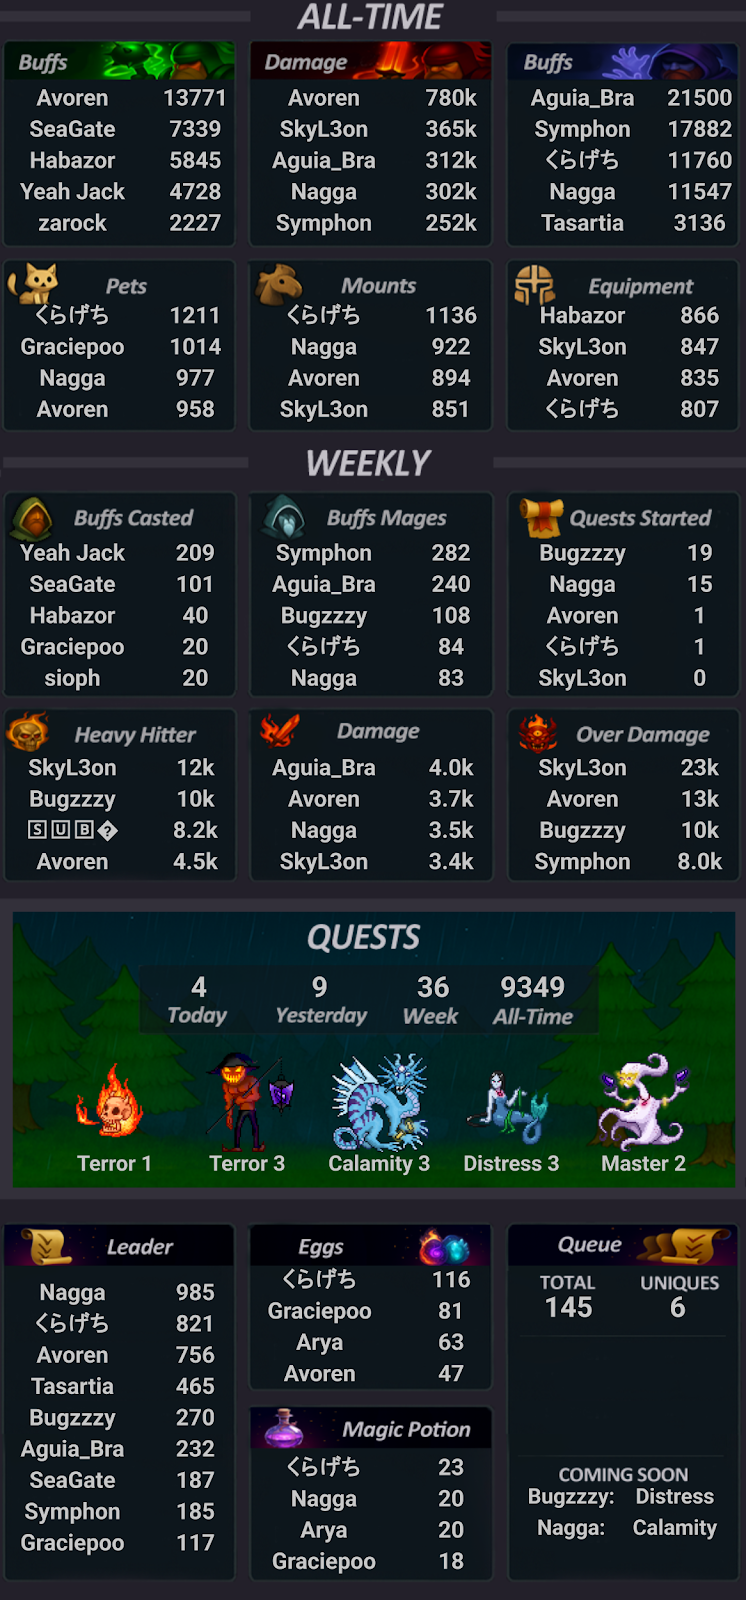 ALL-TIME
Buffs
Avoren 13771
SeaGate 7339
Habazor 5845
Yeah Jack 4728
zarock 2227
Damage
Avoren 780k
SkyL3on 365k
Aguia_Bra 312k
Nagga 302k
Symphon 252k
Buffs
Aguia_Bra 21500
Symphon 17882
くらげち 11760
Nagga 11547
Tasartia 3136
Pets
くらげち 1211
Graciepoo 1014
Nagga 977
Avoren 958
Mounts
くらげち 1136
Nagga 922
Avoren 894
SkyL3on 851
Equipment
Habazor 866
SkyL3on 847
Avoren 835
くらげち 807
WEEKLY
Buffs Casted
Yeah Jack 209
SeaGate 101
Habazor 40
Graciepoo 20
sioph 20
Buffs Mages
Symphon 282
Aguia_Bra 240
Bugzzzy 108
くらげち 84
Nagga 83
Quests Started
Bugzzzy 19
Nagga 15
Avoren 1
くらげち 1
SkyL3on 0
Heavy Hitter
SkyL3on 12k
Bugzzzy 10k
🅂🅄🄱� 8.2k
Avoren 4.5k
Damage
Aguia_Bra 4.0k
Avoren 3.7k
Nagga 3.5k
SkyL3on 3.4k
Over Damage
SkyL3on 23k
Avoren 13k
Bugzzzy 10k
Symphon 8.0k
QUESTS
4 9 36 9349
Today Yesterday Week All-Time
Terror 1 Terror 3 Calamity 3 Distress 3 Master 2
Leader
Nagga 985
くらげち 821
Avoren 756
Tasartia 465
Bugzzzy 270
Aguia_Bra 232
SeaGate 187
Symphon 185
Graciepoo 117
Eggs
くらげち 116
Graciepoo 81
Arya 63
Avoren 47
Magic Potion
くらげち 23
Nagga 20
Arya 20
Graciepoo 18
Queue
TOTAL UNIQUES
145 6
COMING SOON
Bugzzzy: Distress
Nagga: Calamity